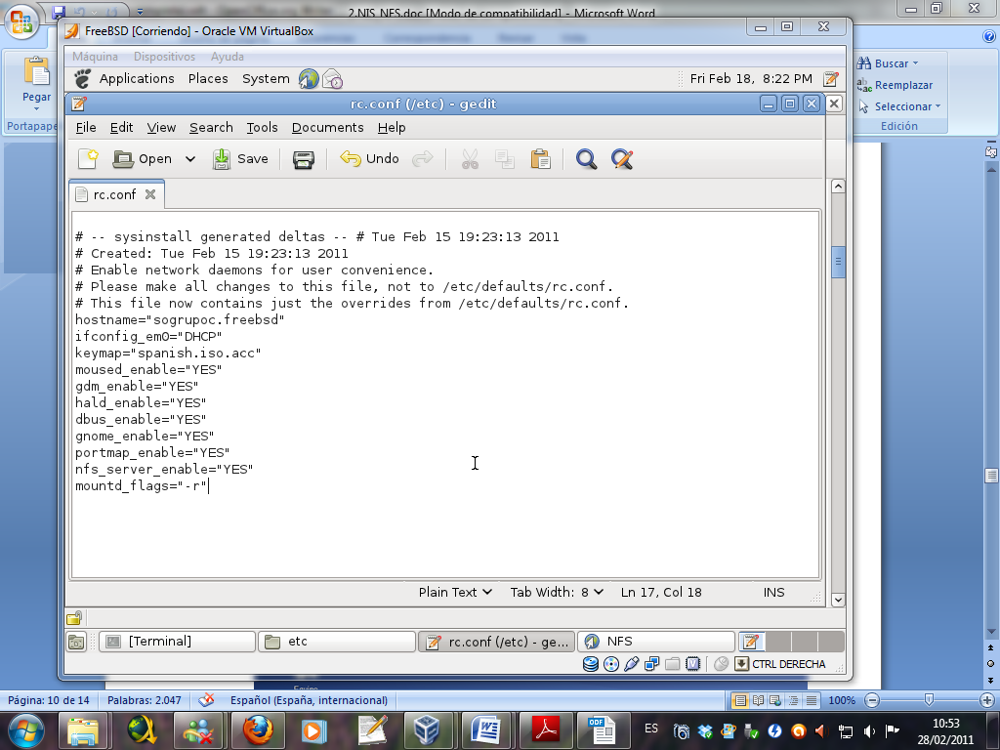 2.NIS_NFS.doc [Modo de compatibilidad] - Microsoft Word
FreeBSD [Corriendo] - Oracle VM VirtualBox
Máquina Dispositivos Ayuda
Applications Places System Fri Feb 18, 8:22 PM
Pegar
Portapape
Buscar
Reemplazar
Seleccionar
Edición
rc.conf (/etc) - gedit
File Edit View Search Tools Documents Help
Open Save Undo
rc.conf
# -- sysinstall generated deltas -- # Tue Feb 15 19:23:13 2011
# Created: Tue Feb 15 19:23:13 2011
# Enable network daemons for user convenience.
# Please make all changes to this file, not to /etc/defaults/rc.conf.
# This file now contains just the overrides from /etc/defaults/rc.conf.
hostname="sogrupoc.freebsd"
ifconfig_em0="DHCP"
keymap="spanish.iso.acc"
moused_enable="YES"
gdm_enable="YES"
hald_enable="YES"
dbus_enable="YES"
gnome_enable="YES"
portmap_enable="YES"
nfs_server_enable="YES"
mountd_flags="-r"
Plain Text Tab Width: 8 Ln 17, Col 18 INS
[Terminal] etc rc.conf (/etc) - ge... NFS
CTRL DERECHA
Página: 10 de 14 Palabras: 2.047 Español (España, internacional) 100%
ES
10:53
28/02/2011